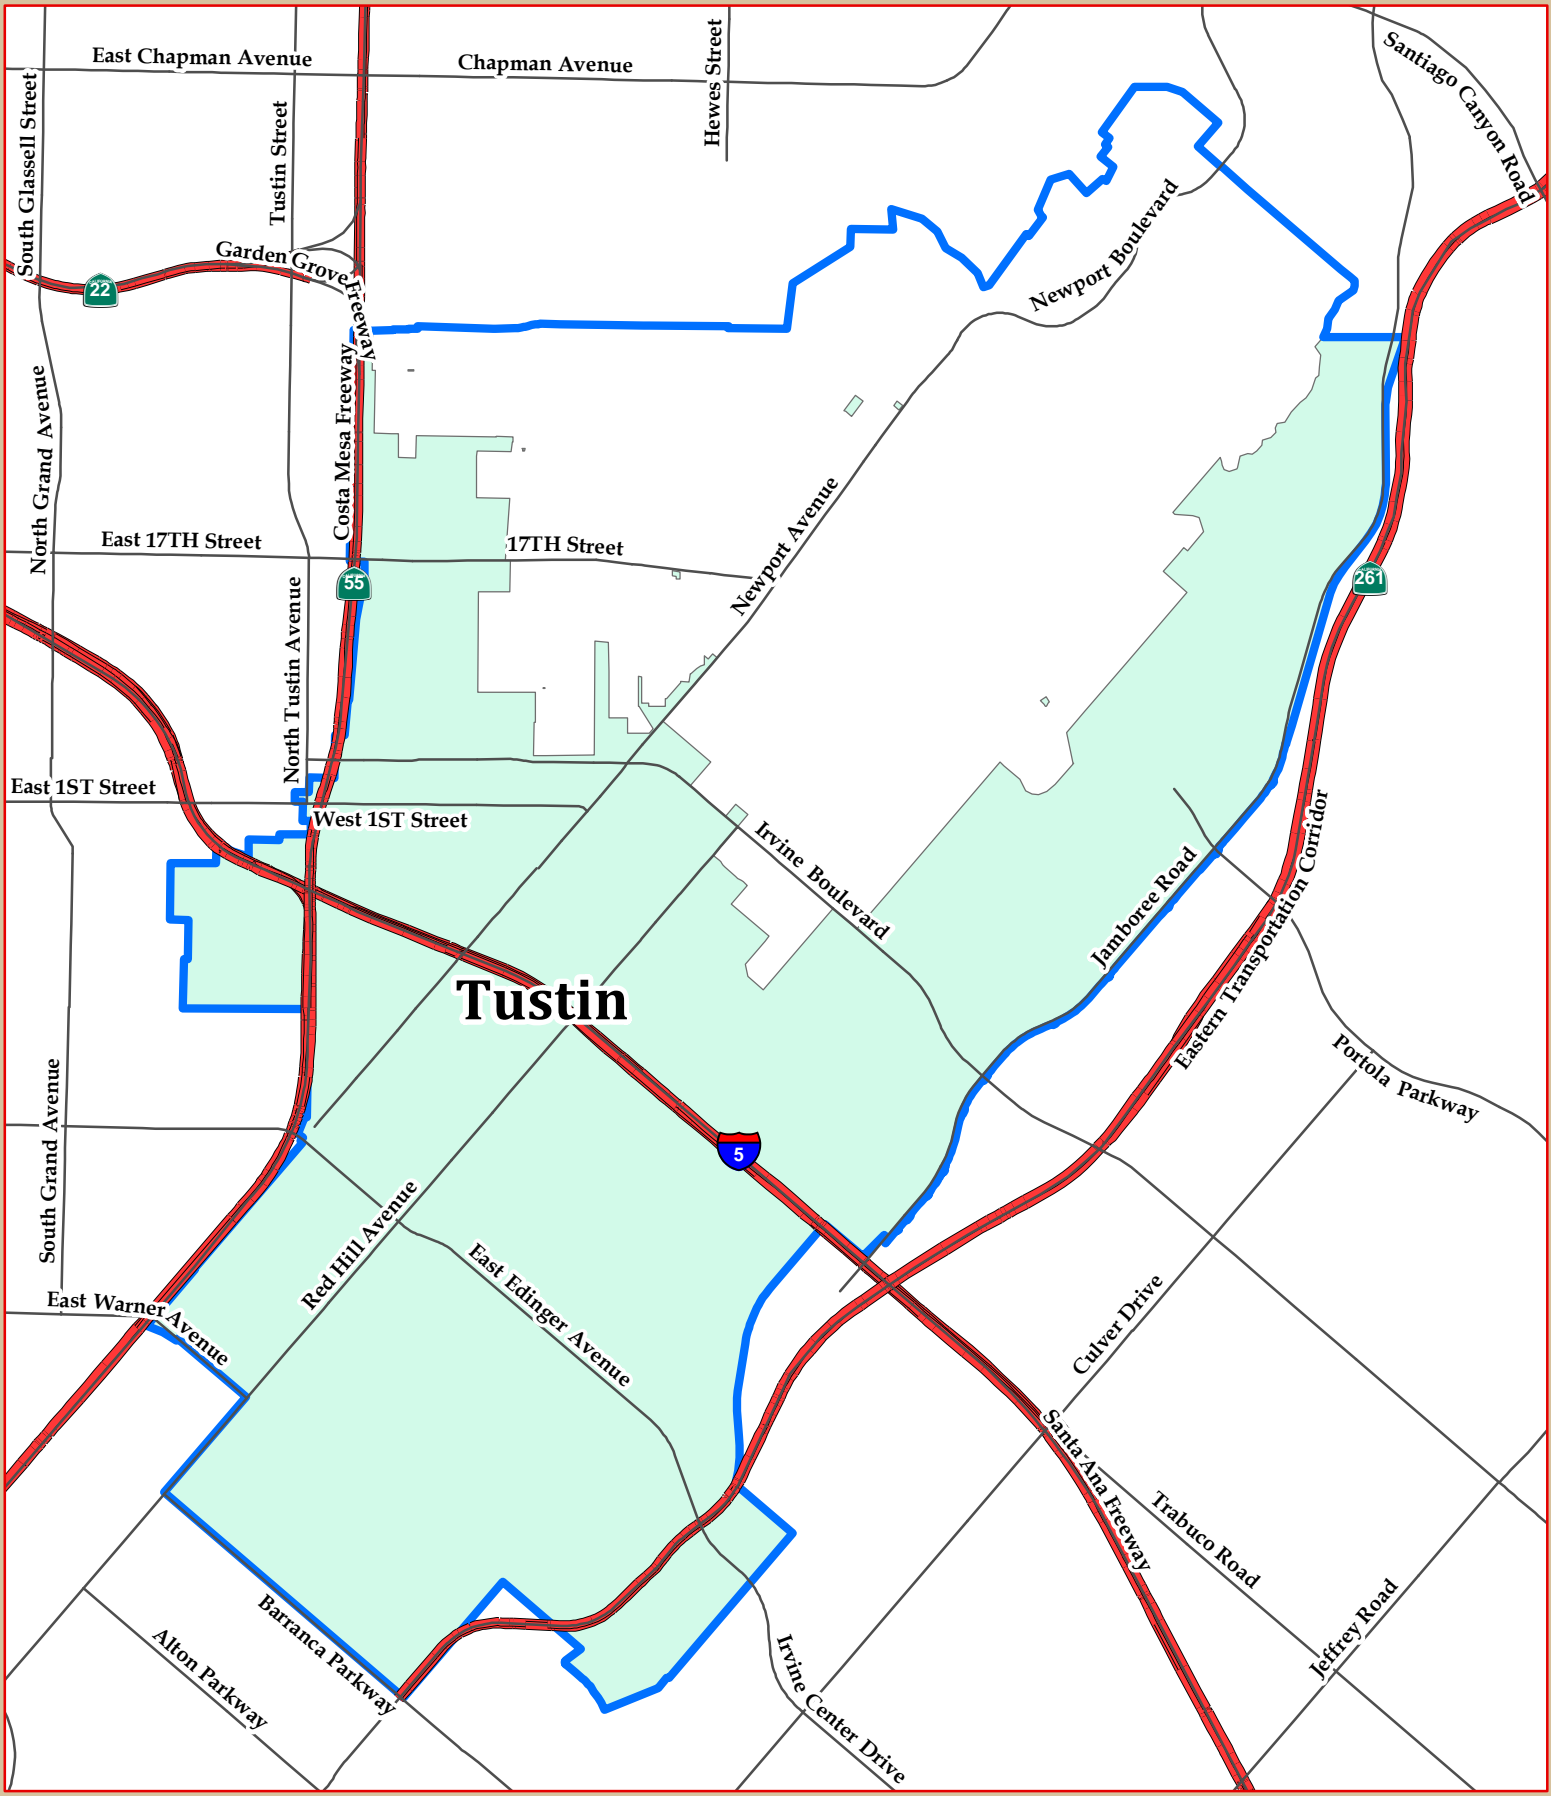 East Chapman Avenue
Chapman Avenue
Hewes Street
Santiago Canyon Road
South Glassell Street
Tustin Street
Garden Grove Freeway
22
Newport Boulevard
North Grand Avenue
Costa Mesa Freeway
East 17TH Street
17TH Street
55
CALIFORNIA
261
Newport Avenue
North Tustin Avenue
East 1ST Street
West 1ST Street
Irvine Boulevard
Jamboree Road
Eastern Transportation Corridor
Tustin
Portola Parkway
South Grand Avenue
5
Red Hill Avenue
East Edinger Avenue
East Warner Avenue
Culver Drive
Santa Ana Freeway
Trabuco Road
Jeffrey Road
Barranca Parkway
Alton Parkway
Irvine Center Drive